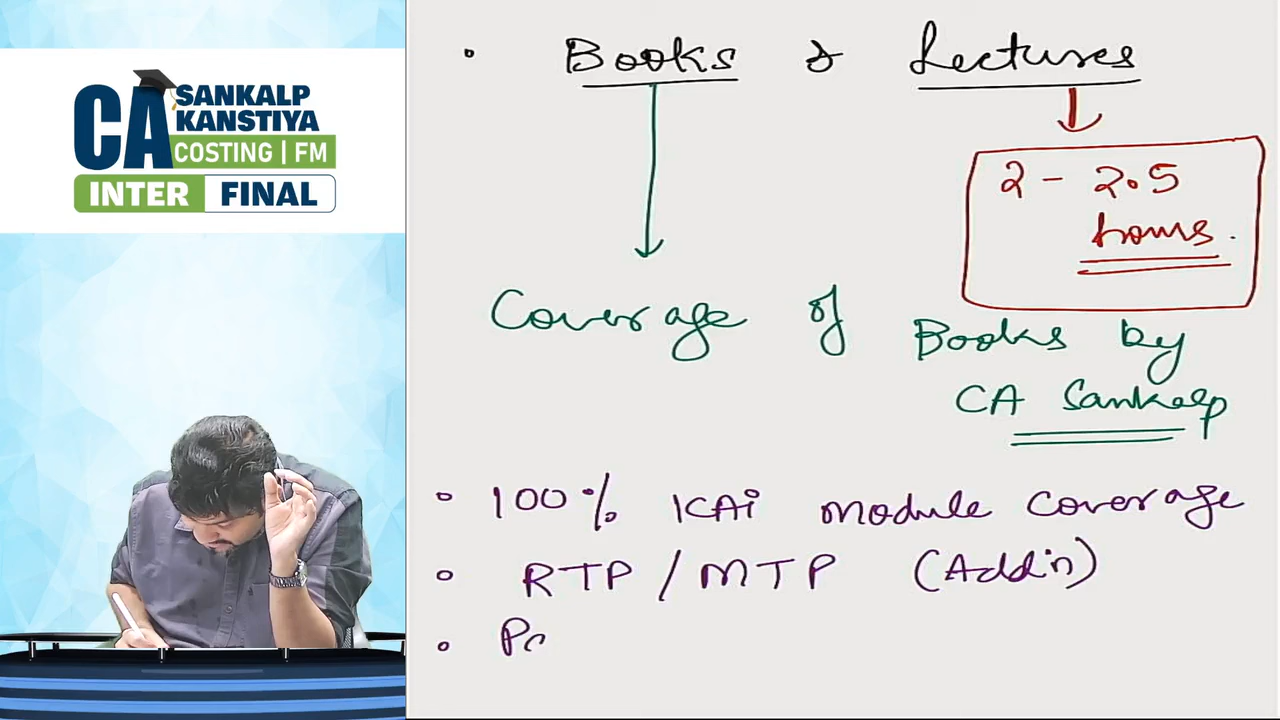 CA SANKALP
KANSTIYA
COSTING | FM
INTER FINAL
• Books & Lectures
2 - 2.5
hours.
Coverage of Books by
CA Sankalp
• 100% ICAi module coverage
• RTP / MTP (Add'n)
• Pa